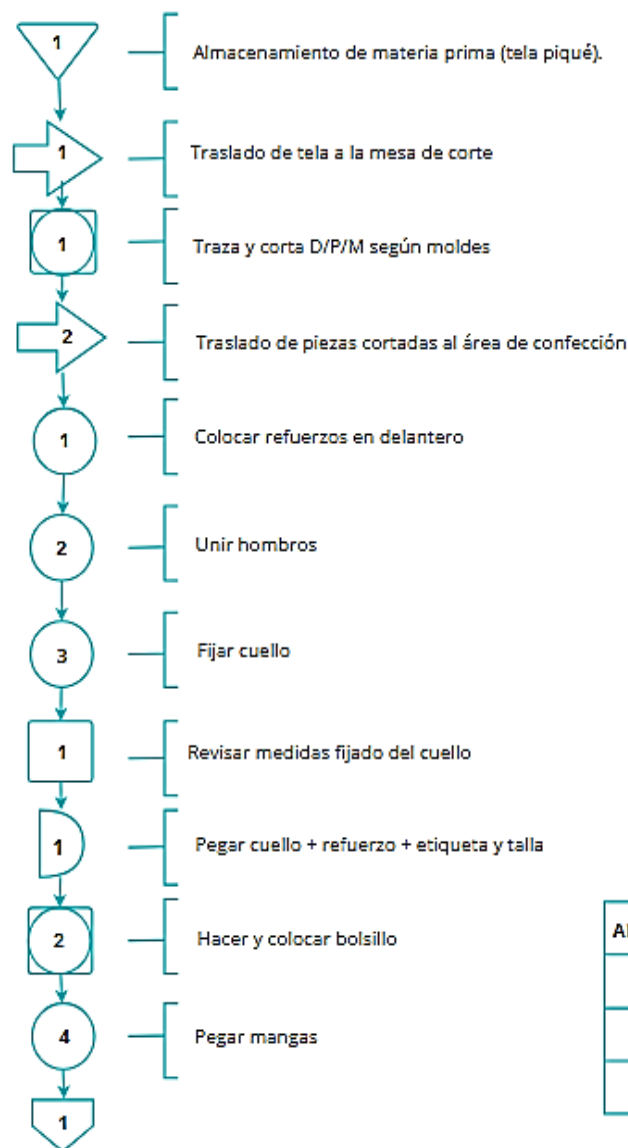 1
Almacenamiento de materia prima (tela piqué).
1
Traslado de tela a la mesa de corte
1
Traza y corta D/P/M según moldes
2
Traslado de piezas cortadas al área de confección
1
Colocar refuerzos en delantero
2
Unir hombros
3
Fijar cuello
1
Revisar medidas fijado del cuello
1
Pegar cuello + refuerzo + etiqueta y talla
2
Hacer y colocar bolsillo
4
Pegar mangas
1